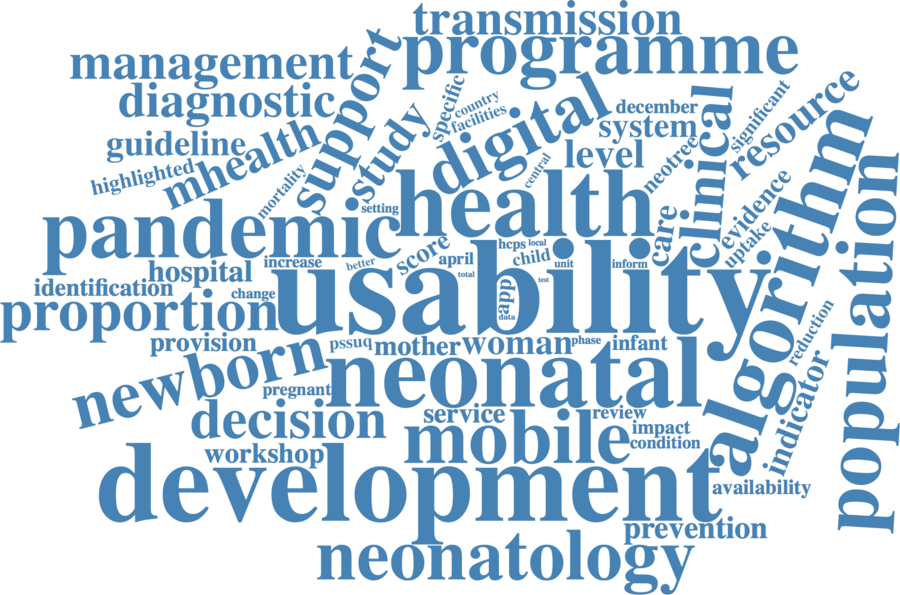 transmission
programme
management
support
diagnostic
specific
country
facilities
digital
december
system
clinical
significant
resource
guideline
mhealth
study
level
highlighted
mortality
central
neotree
algorithm
population
pandemic
setting
health
care
evidence
uptake
hospital
increase
better
score
april
total
hcps
local
child
unit
test
inform
identification
change
usability
app
data
proportion
provision
pssuq
mother
woman
phase
infant
reduction
newborn
pregnant
neonatal
indicator
decision
service
review
mobile
impact
condition
workshop
development
availability
prevention
neonatology